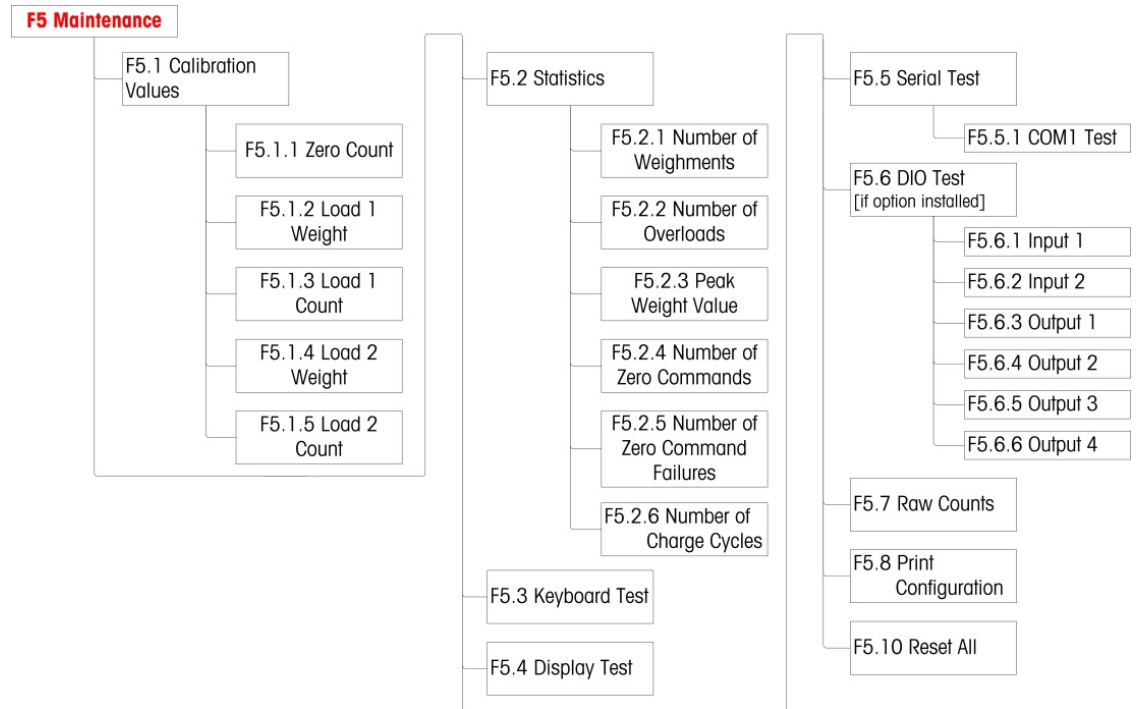 F5 Maintenance
F5.1 Calibration
Values
F5.1.1 Zero Count
F5.1.2 Load 1
Weight
F5.1.3 Load 1
Count
F5.1.4 Load 2
Weight
F5.1.5 Load 2
Count
F5.2 Statistics
F5.2.1 Number of
Weighments
F5.2.2 Number of
Overloads
F5.2.3 Peak
Weight Value
F5.2.4 Number of
Zero Commands
F5.2.5 Number of
Zero Command
Failures
F5.2.6 Number of
Charge Cycles
F5.3 Keyboard Test
F5.4 Display Test
F5.5 Serial Test
F5.5.1 COM1 Test
F5.6 DIO Test
[if option installed]
F5.6.1 Input 1
F5.6.2 Input 2
F5.6.3 Output 1
F5.6.4 Output 2
F5.6.5 Output 3
F5.6.6 Output 4
F5.7 Raw Counts
F5.8 Print
Configuration
F5.10 Reset All